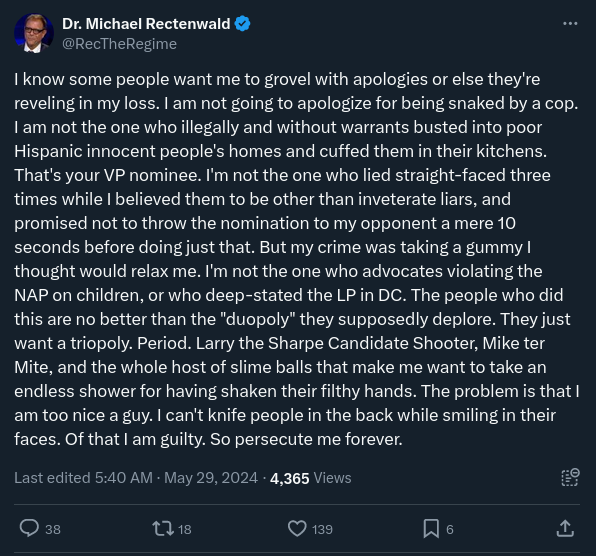 Dr. Michael Rectenwald
@RecTheRegime
I know some people want me to grovel with apologies or else they're
reveling in my loss. I am not going to apologize for being snaked by a cop.
I am not the one who illegally and without warrants busted into poor
Hispanic innocent people's homes and cuffed them in their kitchens.
That's your VP nominee. I'm not the one who lied straight-faced three
times while I believed them to be other than inveterate liars, and
promised not to throw the nomination to my opponent a mere 10
seconds before doing just that. But my crime was taking a gummy I
thought would relax me. I'm not the one who advocates violating the
NAP on children, or who deep-stated the LP in DC. The people who did
this are no better than the "duopoly" they supposedly deplore. They just
want a triopoly. Period. Larry the Sharpe Candidate Shooter, Mike ter
Mite, and the whole host of slime balls that make me want to take an
endless shower for having shaken their filthy hands. The problem is that I
am too nice a guy. I can't knife people in the back while smiling in their
faces. Of that I am guilty. So persecute me forever.
Last edited 5:40 AM · May 29, 2024 · 4,365 Views
38 18 139 6